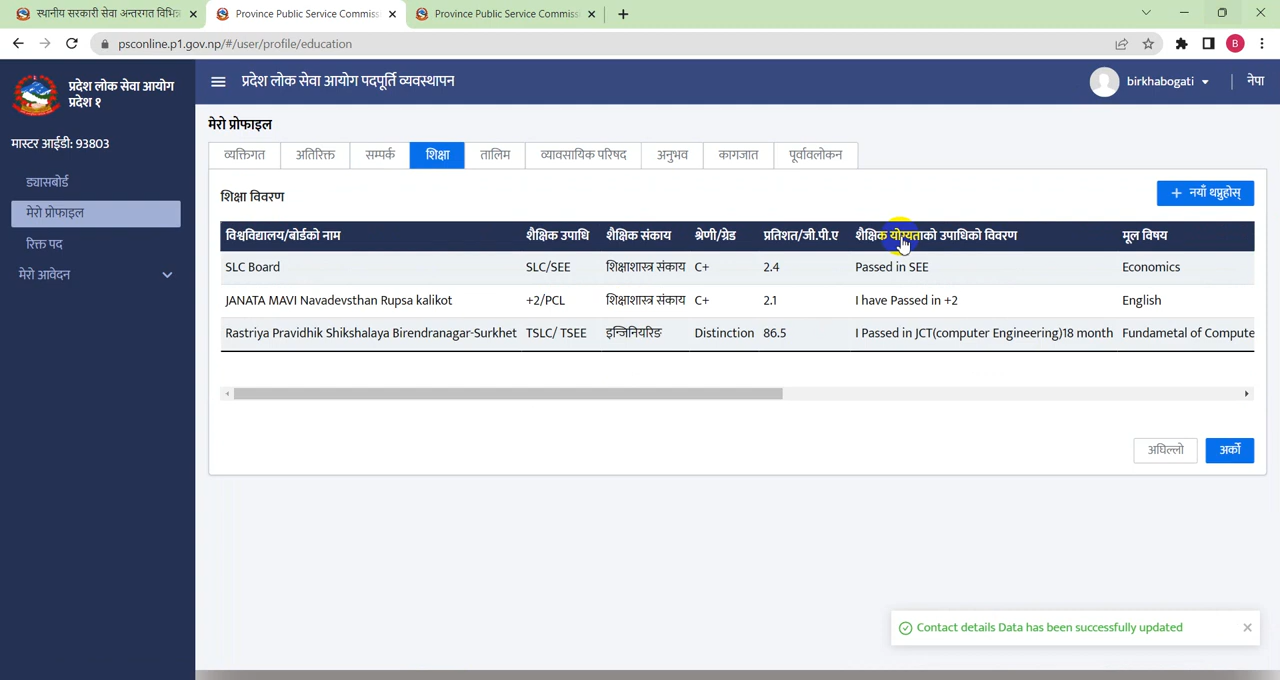 स्थानीय सरकारी सेवा अन्तरगत विभिन्न
Province Public Service Commiss
Province Public Service Commiss
psconline.p1.gov.np/#/user/profile/education
B
प्रदेश लोक सेवा आयोग
प्रदेश १
प्रदेश लोक सेवा आयोग पदपूर्ति व्यवस्थापन
birkhabogati
नेपा
मास्टर आईडी: 93803
ड्यासबोर्ड
मेरो प्रोफाइल
रिक्त पद
मेरो आवेदन
मेरो प्रोफाइल
व्यक्तिगत अतिरिक्त सम्पर्क शिक्षा तालिम व्यावसायिक परिषद अनुभव कागजात पूर्वावलोकन
शिक्षा विवरण
+ नयाँ थप्नुहोस्
विश्वविद्यालय/बोर्डको नाम शैक्षिक उपाधि शैक्षिक संकाय श्रेणी/ग्रेड प्रतिशत/जी.पी.ए शैक्षिक योग्यताको उपाधिको विवरण मूल विषय
SLC Board SLC/SEE शिक्षाशास्त्र संकाय C+ 2.4 Passed in SEE Economics
JANATA MAVI Navadevsthan Rupsa kalikot +2/PCL शिक्षाशास्त्र संकाय C+ 2.1 I have Passed in +2 English
Rastriya Pravidhik Shikshalaya Birendranagar-Surkhet TSLC/ TSEE इन्जिनियरिङ Distinction 86.5 I Passed in JCT(computer Engineering)18 month Fundametal of Compute
अघिल्लो अर्को
Contact details Data has been successfully updated